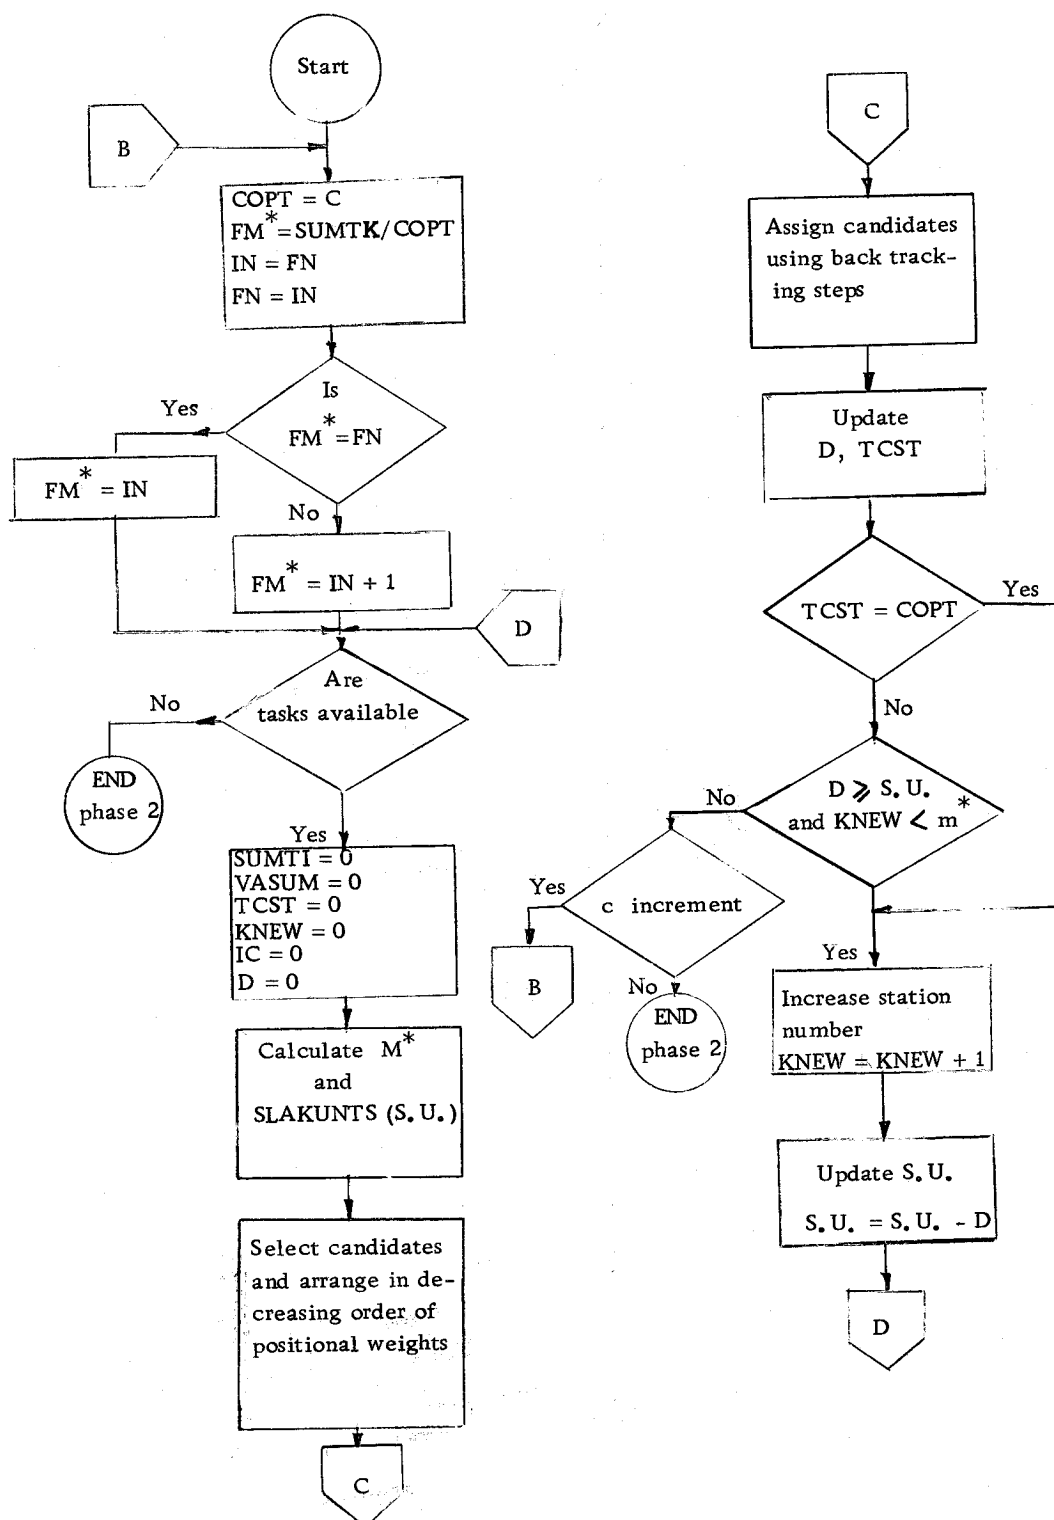 Start
B
COPT = C
FM* = SUMTK/COPT
IN = FN
FN = IN
Is
FM* = FN
Yes
FM* = IN
No
FM* = IN + 1
D
Are
tasks available
No
END
phase 2
Yes
SUMTI = 0
VASUM = 0
TCST = 0
KNEW = 0
IC = 0
D = 0
Calculate M*
and
SLAKUNTS (S.U.)
Select candidates
and arrange in de-
creasing order of
positional weights
C
C
Assign candidates
using back track-
ing steps
Update
D, TCST
TCST = COPT
Yes
No
D ⩾ S.U.
and KNEW < m*
No
c increment
Yes
B
No
END
phase 2
Yes
Increase station
number
KNEW = KNEW + 1
Update S.U.
S.U. = S.U. - D
D